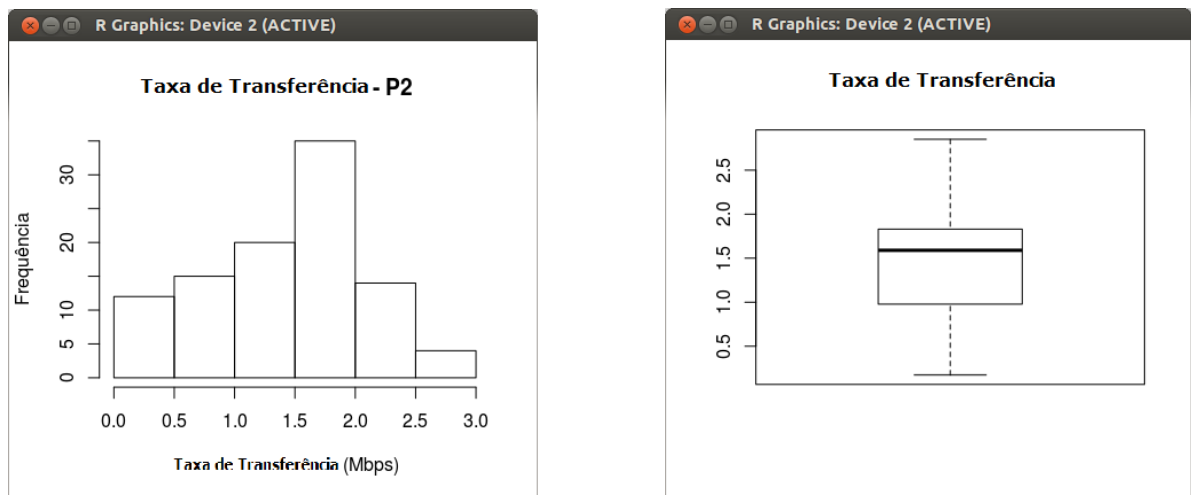 R Graphics: Device 2 (ACTIVE)
Taxa de Transferência - P2
Frequência
30
20
10
5
0
0.0 0.5 1.0 1.5 2.0 2.5 3.0
Taxa de Transferência (Mbps)
R Graphics: Device 2 (ACTIVE)
Taxa de Transferência
2.5
2.0
1.5
1.0
0.5